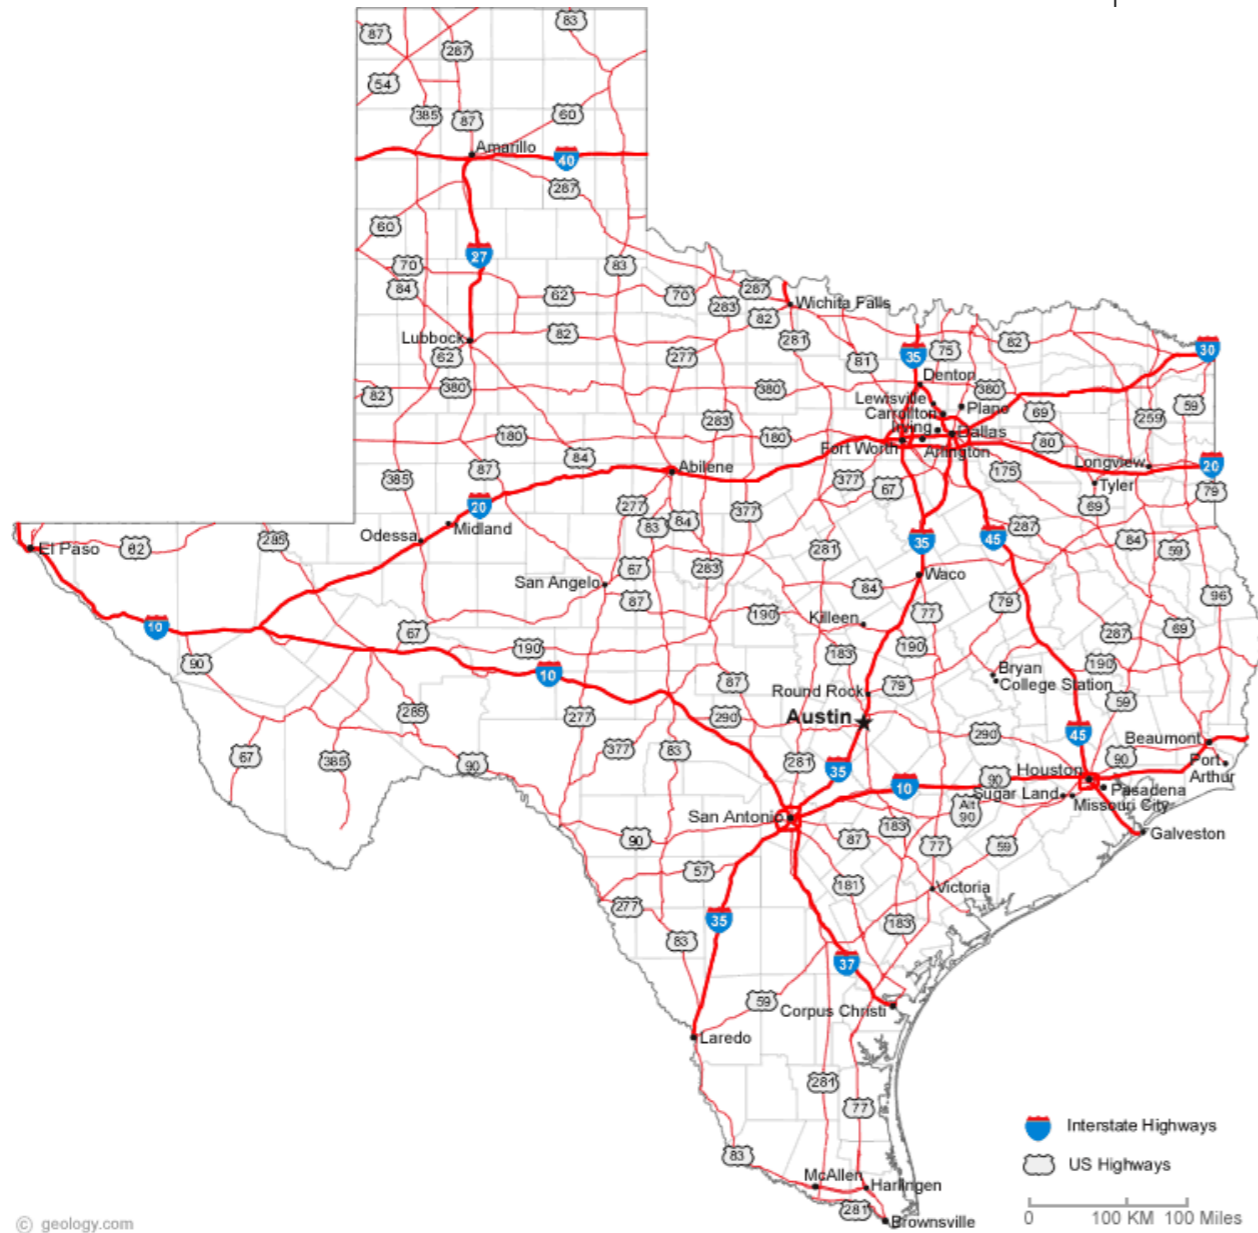 83
87
287
54
385
87
60
Amarillo
40
287
60
27
70
84
83
62
70
287
283
Wichita Falls
82
82
281
Lubbock
62
277
81
35
75
82
30
Denton
380
82
380
380
Lewisville
Plano
Carrollton
69
259
59
283
Irving
Dallas
180
180
Fort Worth
Arlington
80
84
Abilene
Longview
20
87
385
377
67
175
Tyler
79
20
277
377
69
83
84
Midland
Odessa
287
El Paso
62
285
35
45
84
59
281
67
283
San Angelo
Waco
84
96
87
79
190
Killeen
77
10
67
287
69
190
183
190
90
190
Bryan
10
87
79
College Station
Round Rock
59
285
277
290
Austin
290
45
377
83
Beaumont
67
385
90
281
35
90
Port
Arthur
Houston
90
10
Pasadena
Sugar Land
Missouri City
Alt
90
San Antonio
183
90
87
77
59
Galveston
57
181
Victoria
277
35
183
83
37
59
Corpus Christi
Laredo
281
77
Interstate Highways
83
US Highways
McAllen
Harlingen
281
Brownsville
0
100 KM
100 Miles
© geology.com